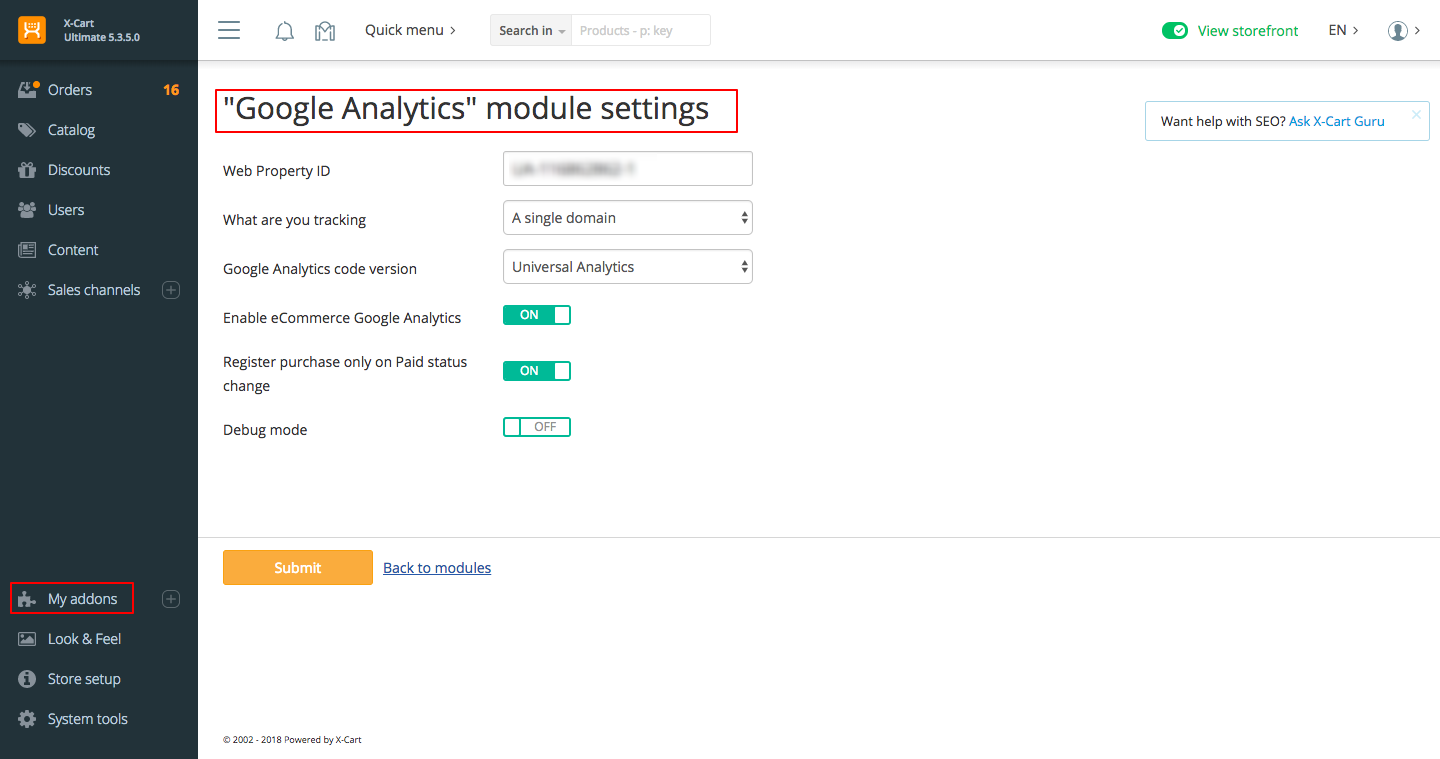 X-Cart
Ultimate 5.3.5.0
Quick menu
Search in
Products - p: key
View storefront
EN
Orders 16
Catalog
Discounts
Users
Content
Sales channels
My addons
Look & Feel
Store setup
System tools
"Google Analytics" module settings
Want help with SEO? Ask X-Cart Guru
Web Property ID
What are you tracking
A single domain
Google Analytics code version
Universal Analytics
Enable eCommerce Google Analytics
ON
Register purchase only on Paid status
change
ON
Debug mode
OFF
Submit
Back to modules
© 2002 - 2018 Powered by X-Cart